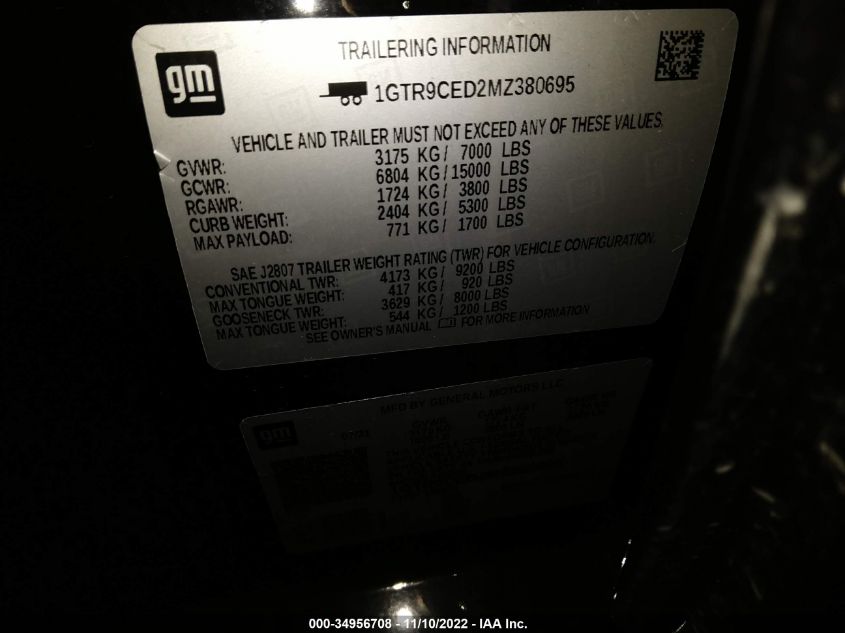 gm
TRAILERING INFORMATION
1GTR9CED2MZ380695
VEHICLE AND TRAILER MUST NOT EXCEED ANY OF THESE VALUES.
GVWR: 3175 KG/ 7000 LBS
GCWR: 6804 KG/ 15000 LBS
RGAWR: 1724 KG/ 3800 LBS
CURB WEIGHT: 2404 KG/ 5300 LBS
MAX PAYLOAD: 771 KG/ 1700 LBS
SAE J2807 TRAILER WEIGHT RATING (TWR) FOR VEHICLE CONFIGURATION.
CONVENTIONAL TWR: 4173 KG/ 9200 LBS
MAX TONGUE WEIGHT: 417 KG/ 920 LBS
GOOSENECK TWR: 3629 KG/ 8000 LBS
MAX TONGUE WEIGHT: 544 KG/ 1200 LBS
SEE OWNER'S MANUAL FOR MORE INFORMATION
MFD BY GENERAL MOTORS LLC
gm
07/21
GVWR
000-34956708 - 11/10/2022 - IAA Inc.